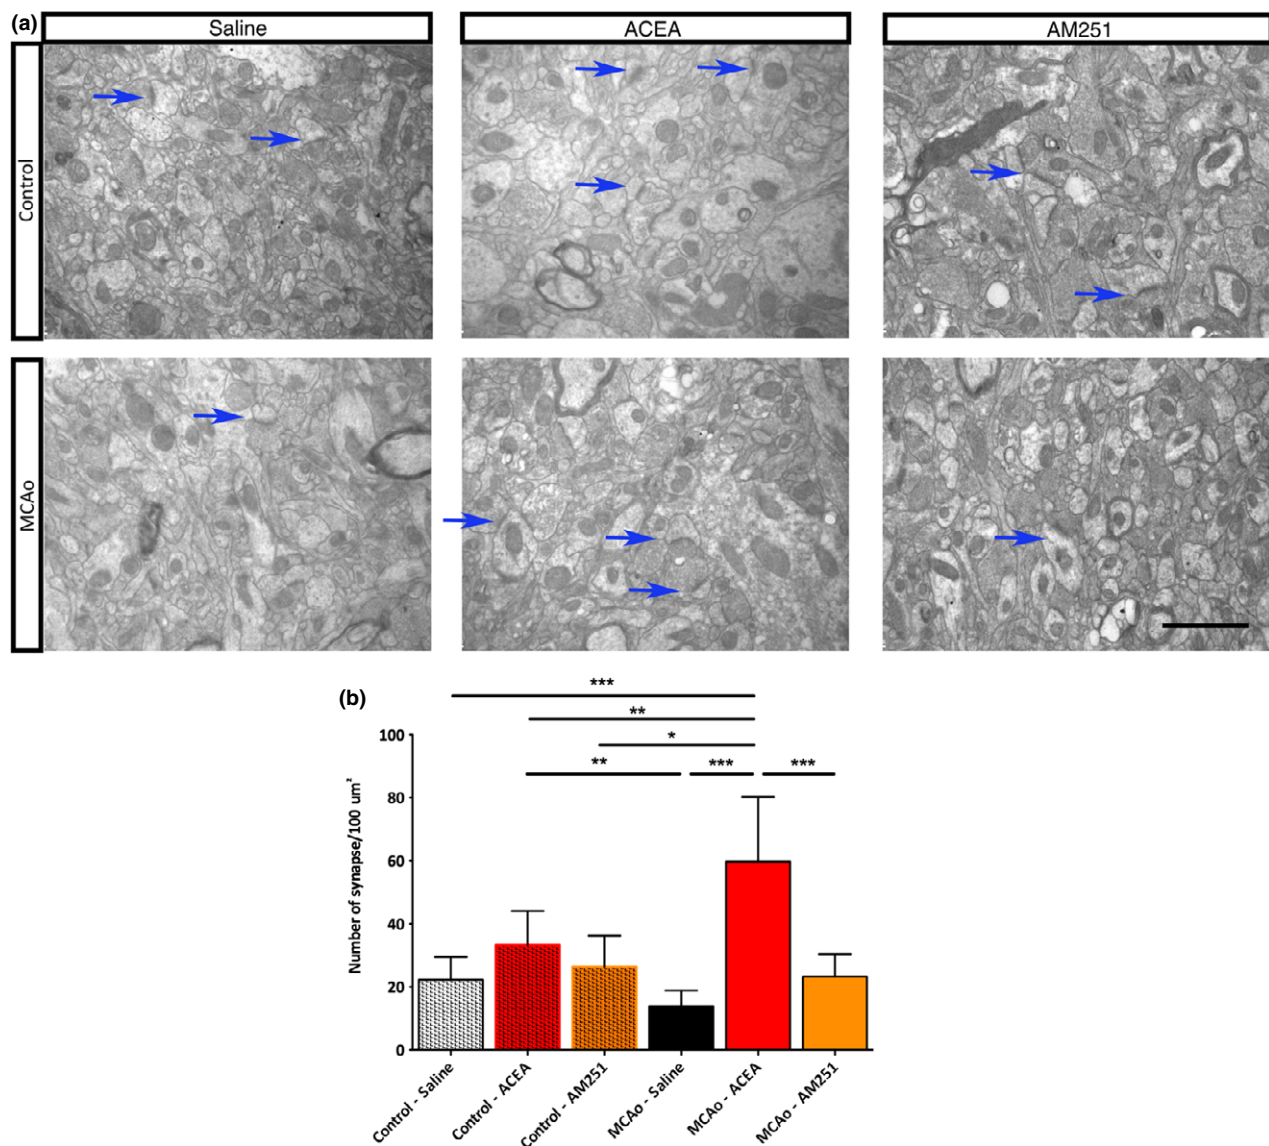 (a)
Saline
ACEA
AM251
Control
MCAo
(b)
***
**
*
**
***
***
Number of synapse/100 um²
100
80
60
40
20
0
Control - Saline
Control - ACEA
Control - AM251
MCAo - Saline
MCAo - ACEA
MCAo - AM251